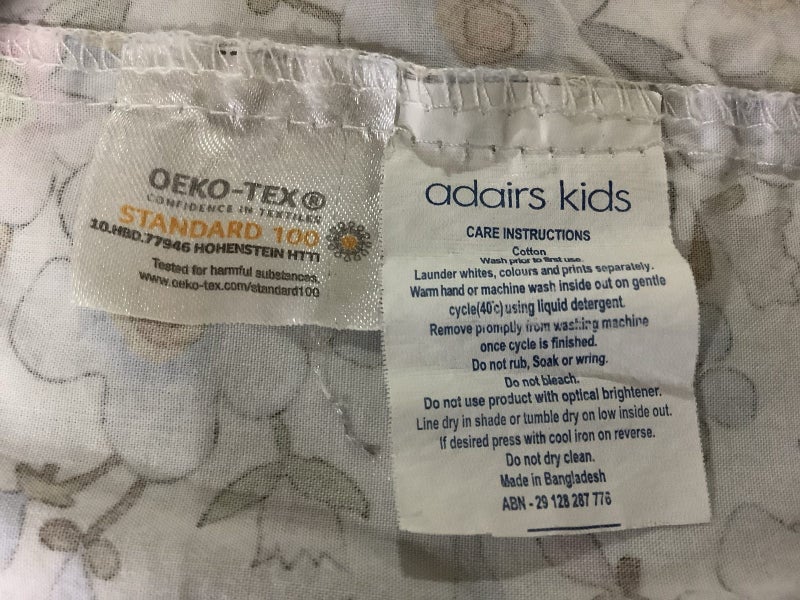 OEKO-TEX®
CONFIDENCE IN TEXTILES
STANDARD 100
10.HBD.77946 HOHENSTEIN HTTI
Tested for harmful substances.
www.oeko-tex.com/standard100
adairs kids
CARE INSTRUCTIONS
Cotton
Wash prior to first use.
Launder whites, colours and prints separately.
Warm hand or machine wash inside out on gentle
cycle(40°c) using liquid detergent.
Remove promptly from washing machine
once cycle is finished.
Do not rub, Soak or wring.
Do not bleach.
Do not use product with optical brightener.
Line dry in shade or tumble dry on low inside out.
If desired press with cool iron on reverse.
Do not dry clean.
Made in Bangladesh
ABN - 29 128 287 776